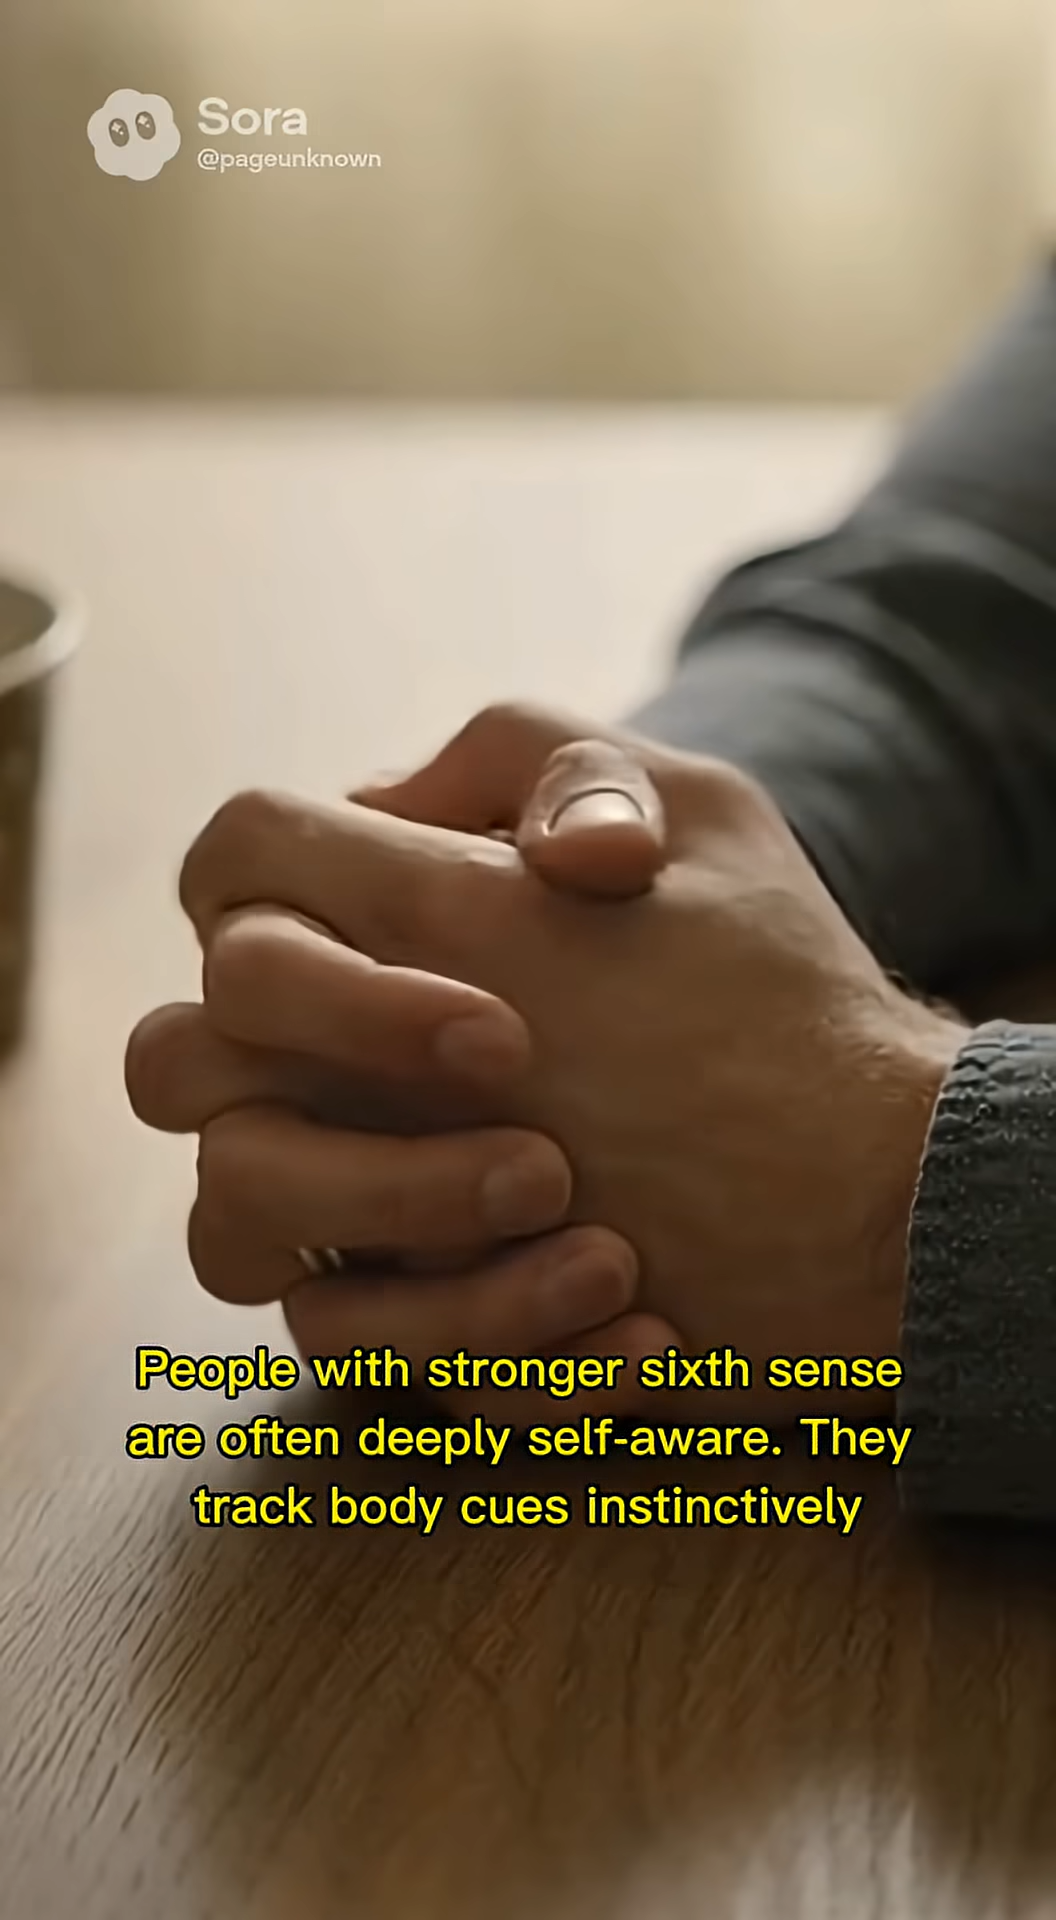 Sora
@pageunknown
People with stronger sixth sense
are often deeply self-aware. They
track body cues instinctively